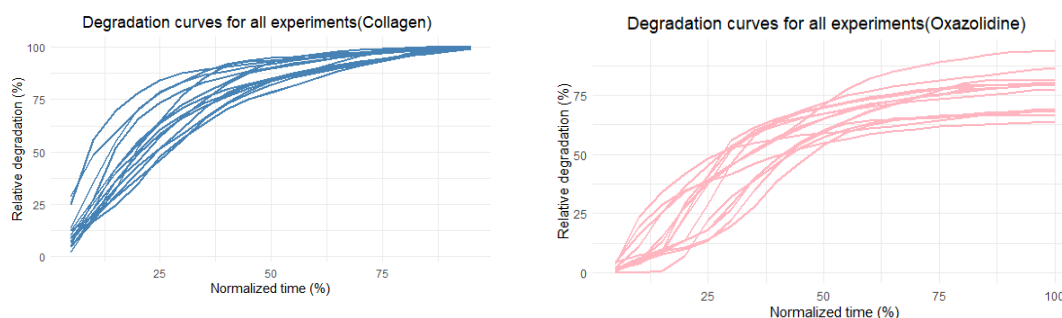 Degradation curves for all experiments(Collagen)
Relative degradation (%)
100
75
50
25
0
25
50
75
Normalized time (%)
Degradation curves for all experiments(Oxazolidine)
Relative degradation (%)
75
50
25
0
25
50
75
100
Normalized time (%)